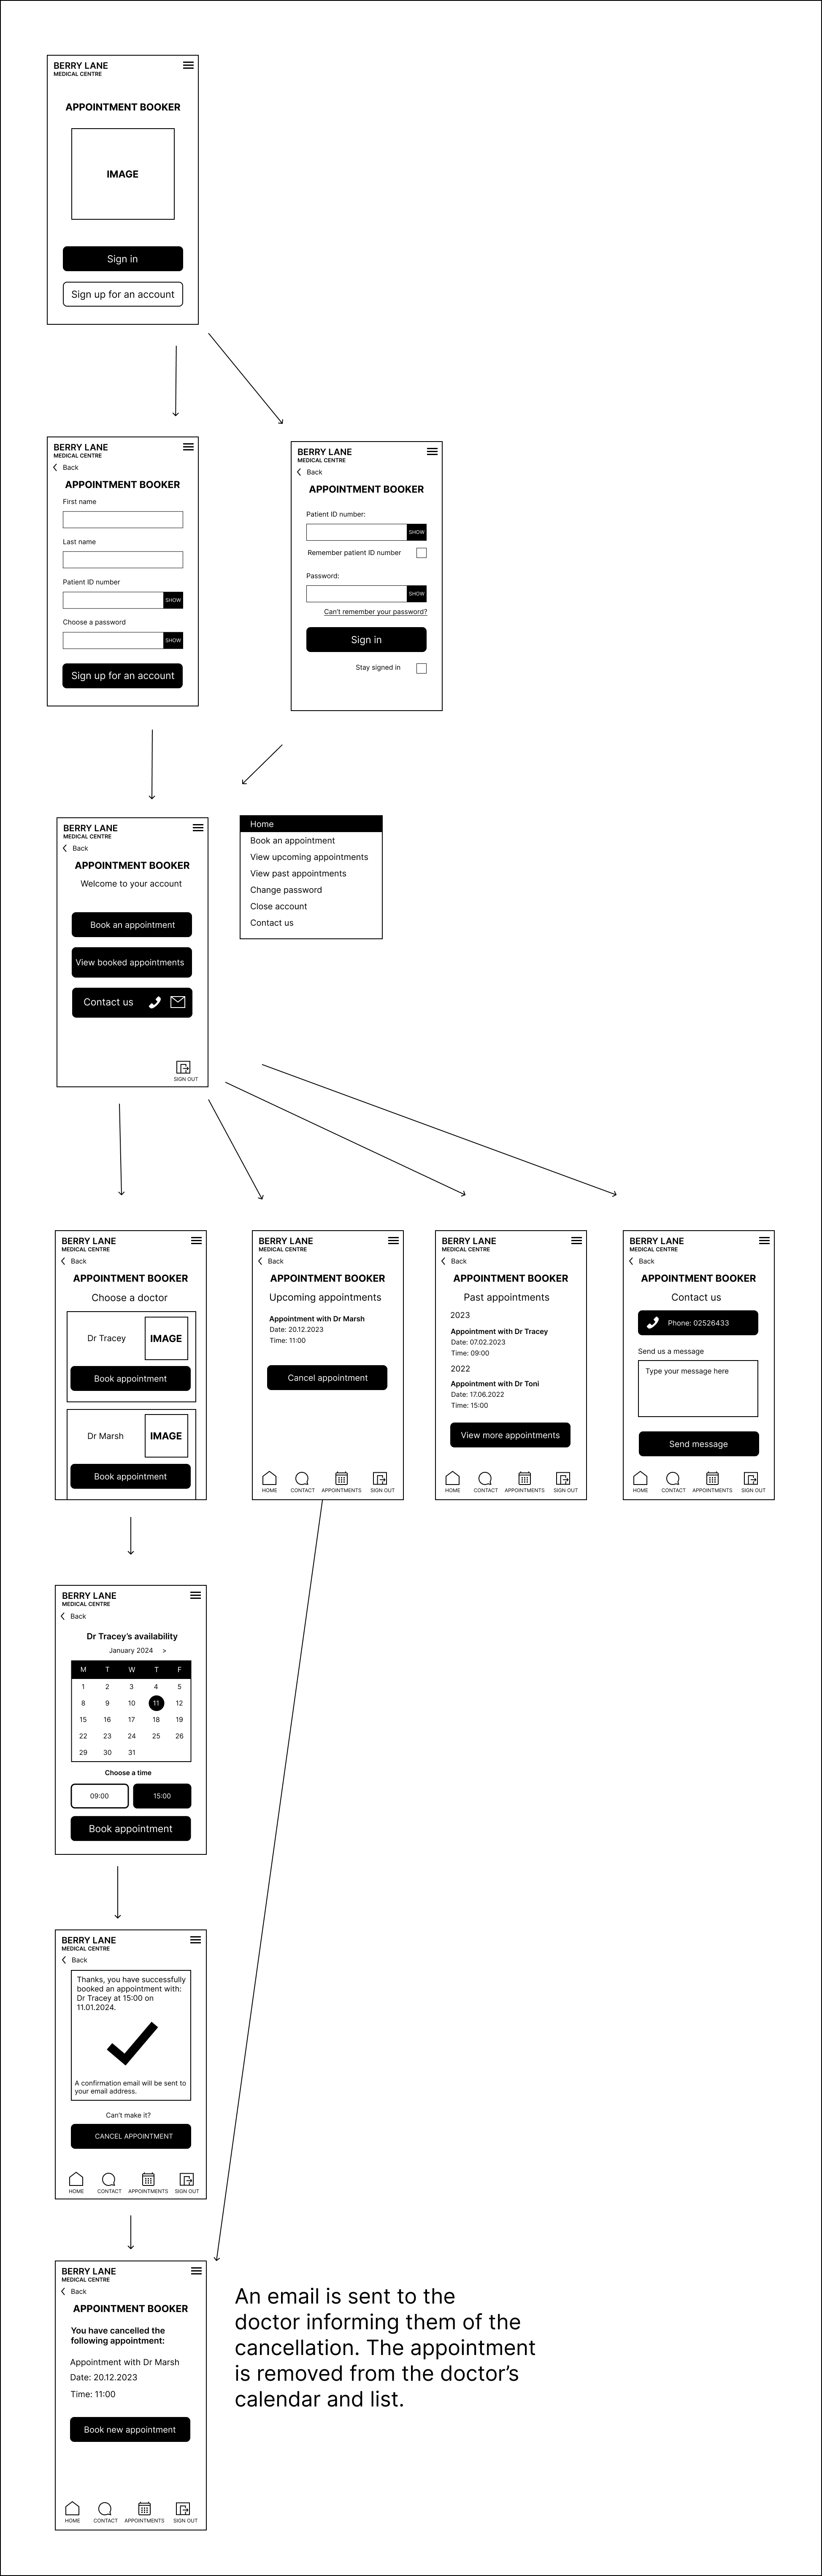 BERRY LANE
MEDICAL CENTRE
APPOINTMENT BOOKER
IMAGE
Sign in
Sign up for an account
BERRY LANE
MEDICAL CENTRE
Back
APPOINTMENT BOOKER
First name
Last name
Patient ID number
SHOW
Choose a password
SHOW
Sign up for an account
BERRY LANE
MEDICAL CENTRE
Back
APPOINTMENT BOOKER
Patient ID number:
SHOW
Remember patient ID number
Password:
SHOW
Can't remember your password?
Sign in
Stay signed in
BERRY LANE
MEDICAL CENTRE
Back
APPOINTMENT BOOKER
Welcome to your account
Book an appointment
View booked appointments
Contact us
SIGN OUT
Home
Book an appointment
View upcoming appointments
View past appointments
Change password
Close account
Contact us
BERRY LANE
MEDICAL CENTRE
Back
APPOINTMENT BOOKER
Choose a doctor
Dr Tracey
IMAGE
Book appointment
Dr Marsh
IMAGE
Book appointment
BERRY LANE
MEDICAL CENTRE
Back
APPOINTMENT BOOKER
Upcoming appointments
Appointment with Dr Marsh
Date: 20.12.2023
Time: 11:00
Cancel appointment
HOME CONTACT APPOINTMENTS SIGN OUT
BERRY LANE
MEDICAL CENTRE
Back
APPOINTMENT BOOKER
Past appointments
2023
Appointment with Dr Tracey
Date: 07.02.2023
Time: 09:00
2022
Appointment with Dr Toni
Date: 17.06.2022
Time: 15:00
View more appointments
HOME CONTACT APPOINTMENTS SIGN OUT
BERRY LANE
MEDICAL CENTRE
Back
APPOINTMENT BOOKER
Contact us
Phone: 02526433
Send us a message
Type your message here
Send message
HOME CONTACT APPOINTMENTS SIGN OUT
BERRY LANE
MEDICAL CENTRE
Back
Dr Tracey's availability
January 2024 >
M T W T F
1 2 3 4 5
8 9 10 11 12
15 16 17 18 19
22 23 24 25 26
29 30 31
Choose a time
09:00 15:00
Book appointment
BERRY LANE
MEDICAL CENTRE
Back
Thanks, you have successfully
booked an appointment with:
Dr Tracey at 15:00 on
11.01.2024.
A confirmation email will be sent to
your email address.
Can't make it?
CANCEL APPOINTMENT
HOME CONTACT APPOINTMENTS SIGN OUT
BERRY LANE
MEDICAL CENTRE
Back
APPOINTMENT BOOKER
You have cancelled the
following appointment:
Appointment with Dr Marsh
Date: 20.12.2023
Time: 11:00
Book new appointment
HOME CONTACT APPOINTMENTS SIGN OUT
An email is sent to the
doctor informing them of the
cancellation. The appointment
is removed from the doctor's
calendar and list.